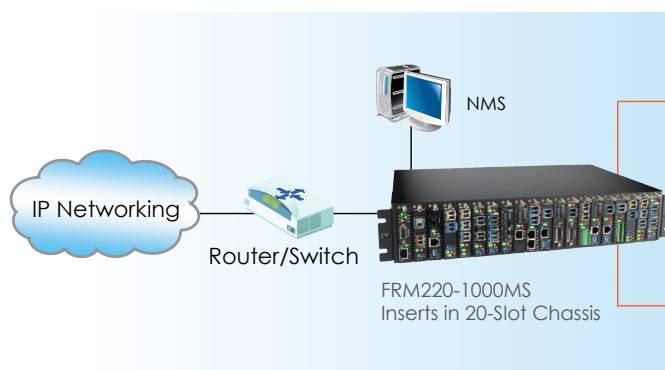 NMS
IP Networking
Router/Switch
FRM220-1000MS
Inserts in 20-Slot Chassis